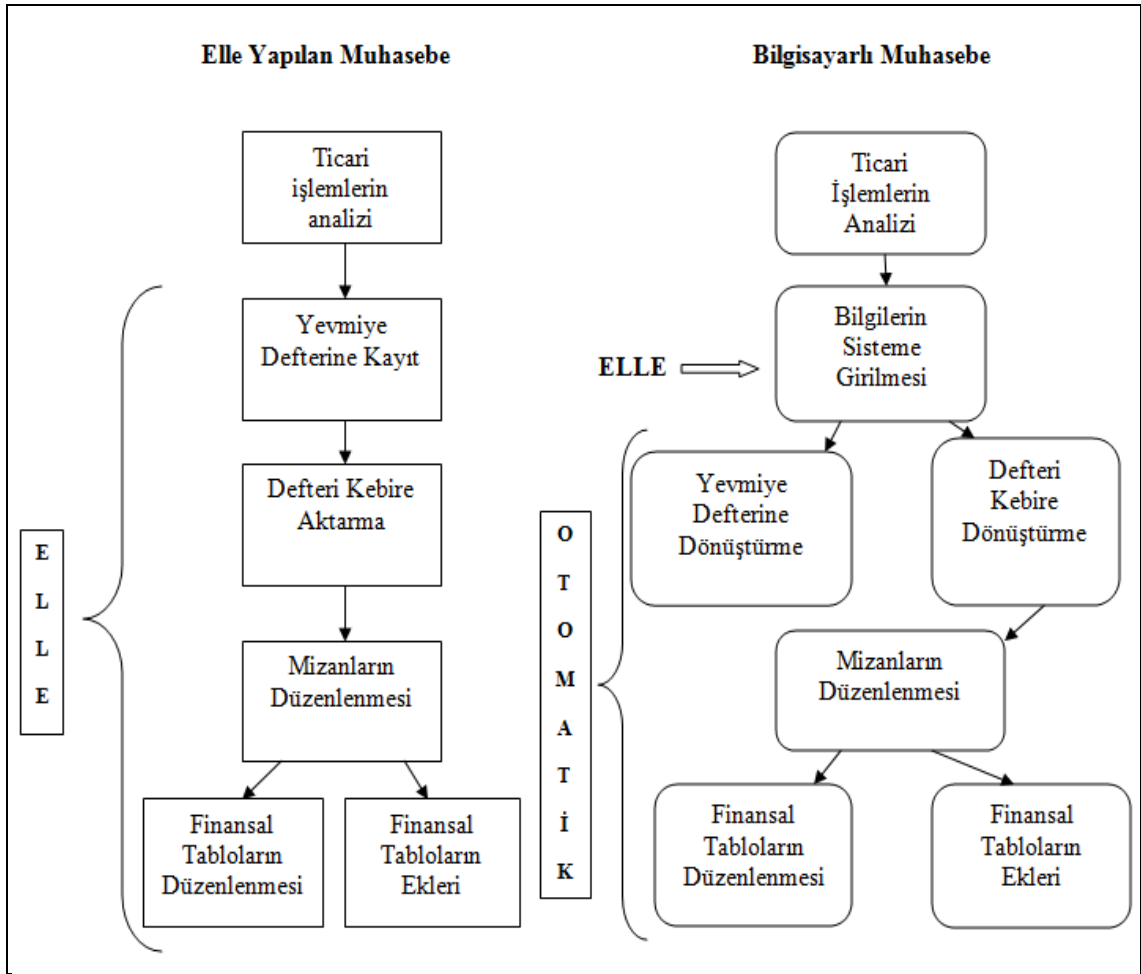 Elle Yapılan Muhasebe
Ticari
işlemlerin
analizi
Yevmiye
Defterine Kayıt
Defteri Kebire
Aktarma
Mizanların
Düzenlenmesi
Finansal
Tabloların
Düzenlenmesi
Finansal
Tabloların
Ekleri
E
L
L
E
Bilgisayarlı Muhasebe
Ticari
İşlemlerin
Analizi
Bilgilerin
Sisteme
Girilmesi
ELLE
Yevmiye
Defterine
Dönüştürme
Defteri
Kebire
Dönüştürme
Mizanların
Düzenlenmesi
Finansal
Tabloların
Düzenlenmesi
Finansal
Tabloların
Ekleri
O
T
O
M
A
T
İ
K